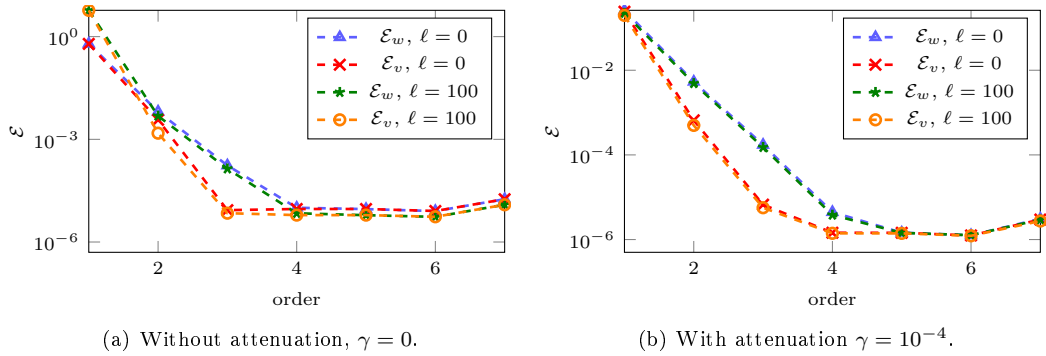 10^0
10^{-3}
10^{-6}
2
4
6
order
ℰ
ℰ_w, ℓ = 0
ℰ_v, ℓ = 0
ℰ_w, ℓ = 100
ℰ_v, ℓ = 100
(a) Without attenuation, γ = 0.
10^{-2}
10^{-4}
10^{-6}
2
4
6
order
ℰ
ℰ_w, ℓ = 0
ℰ_v, ℓ = 0
ℰ_w, ℓ = 100
ℰ_v, ℓ = 100
(b) With attenuation γ = 10^{-4}.